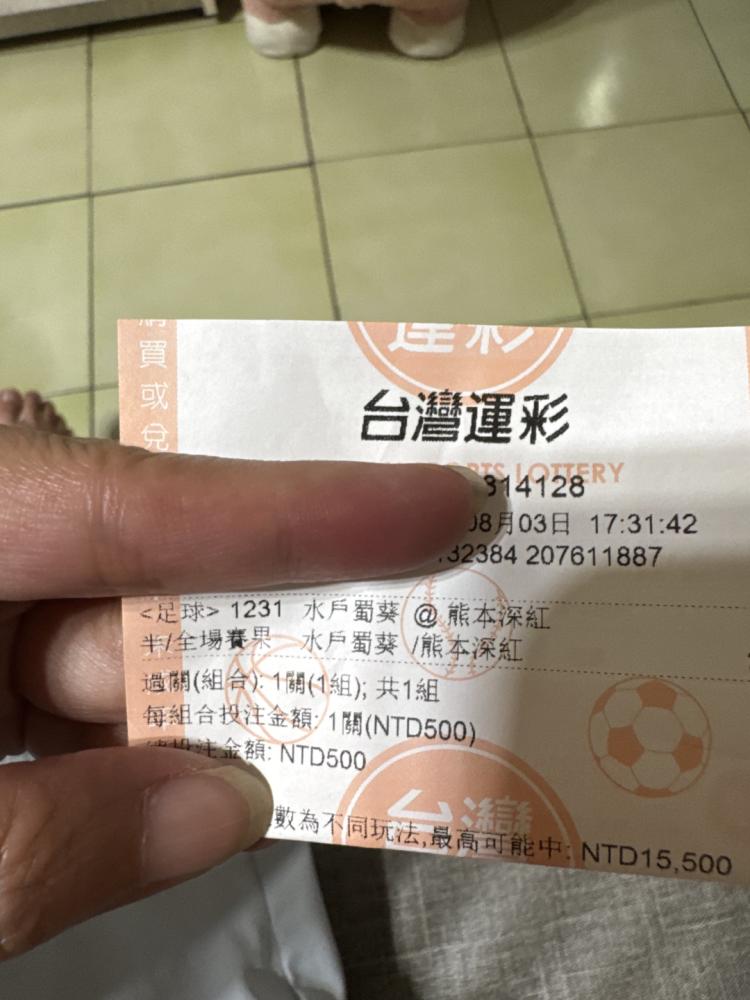 買或兌
運彩
台灣運彩
RTS LOTTERY
314128
08月03日 17:31:42
32384 207611887
<足球> 1231 水戶蜀葵 @ 熊本深紅
半/全場賽果 水戶蜀葵 /熊本深紅
過關(組合): 1關(1組); 共1組
每組合投注金額: 1關(NTD500)
總投注金額: NTD500
台灣
數為不同玩法,最高可能中: NTD15,500